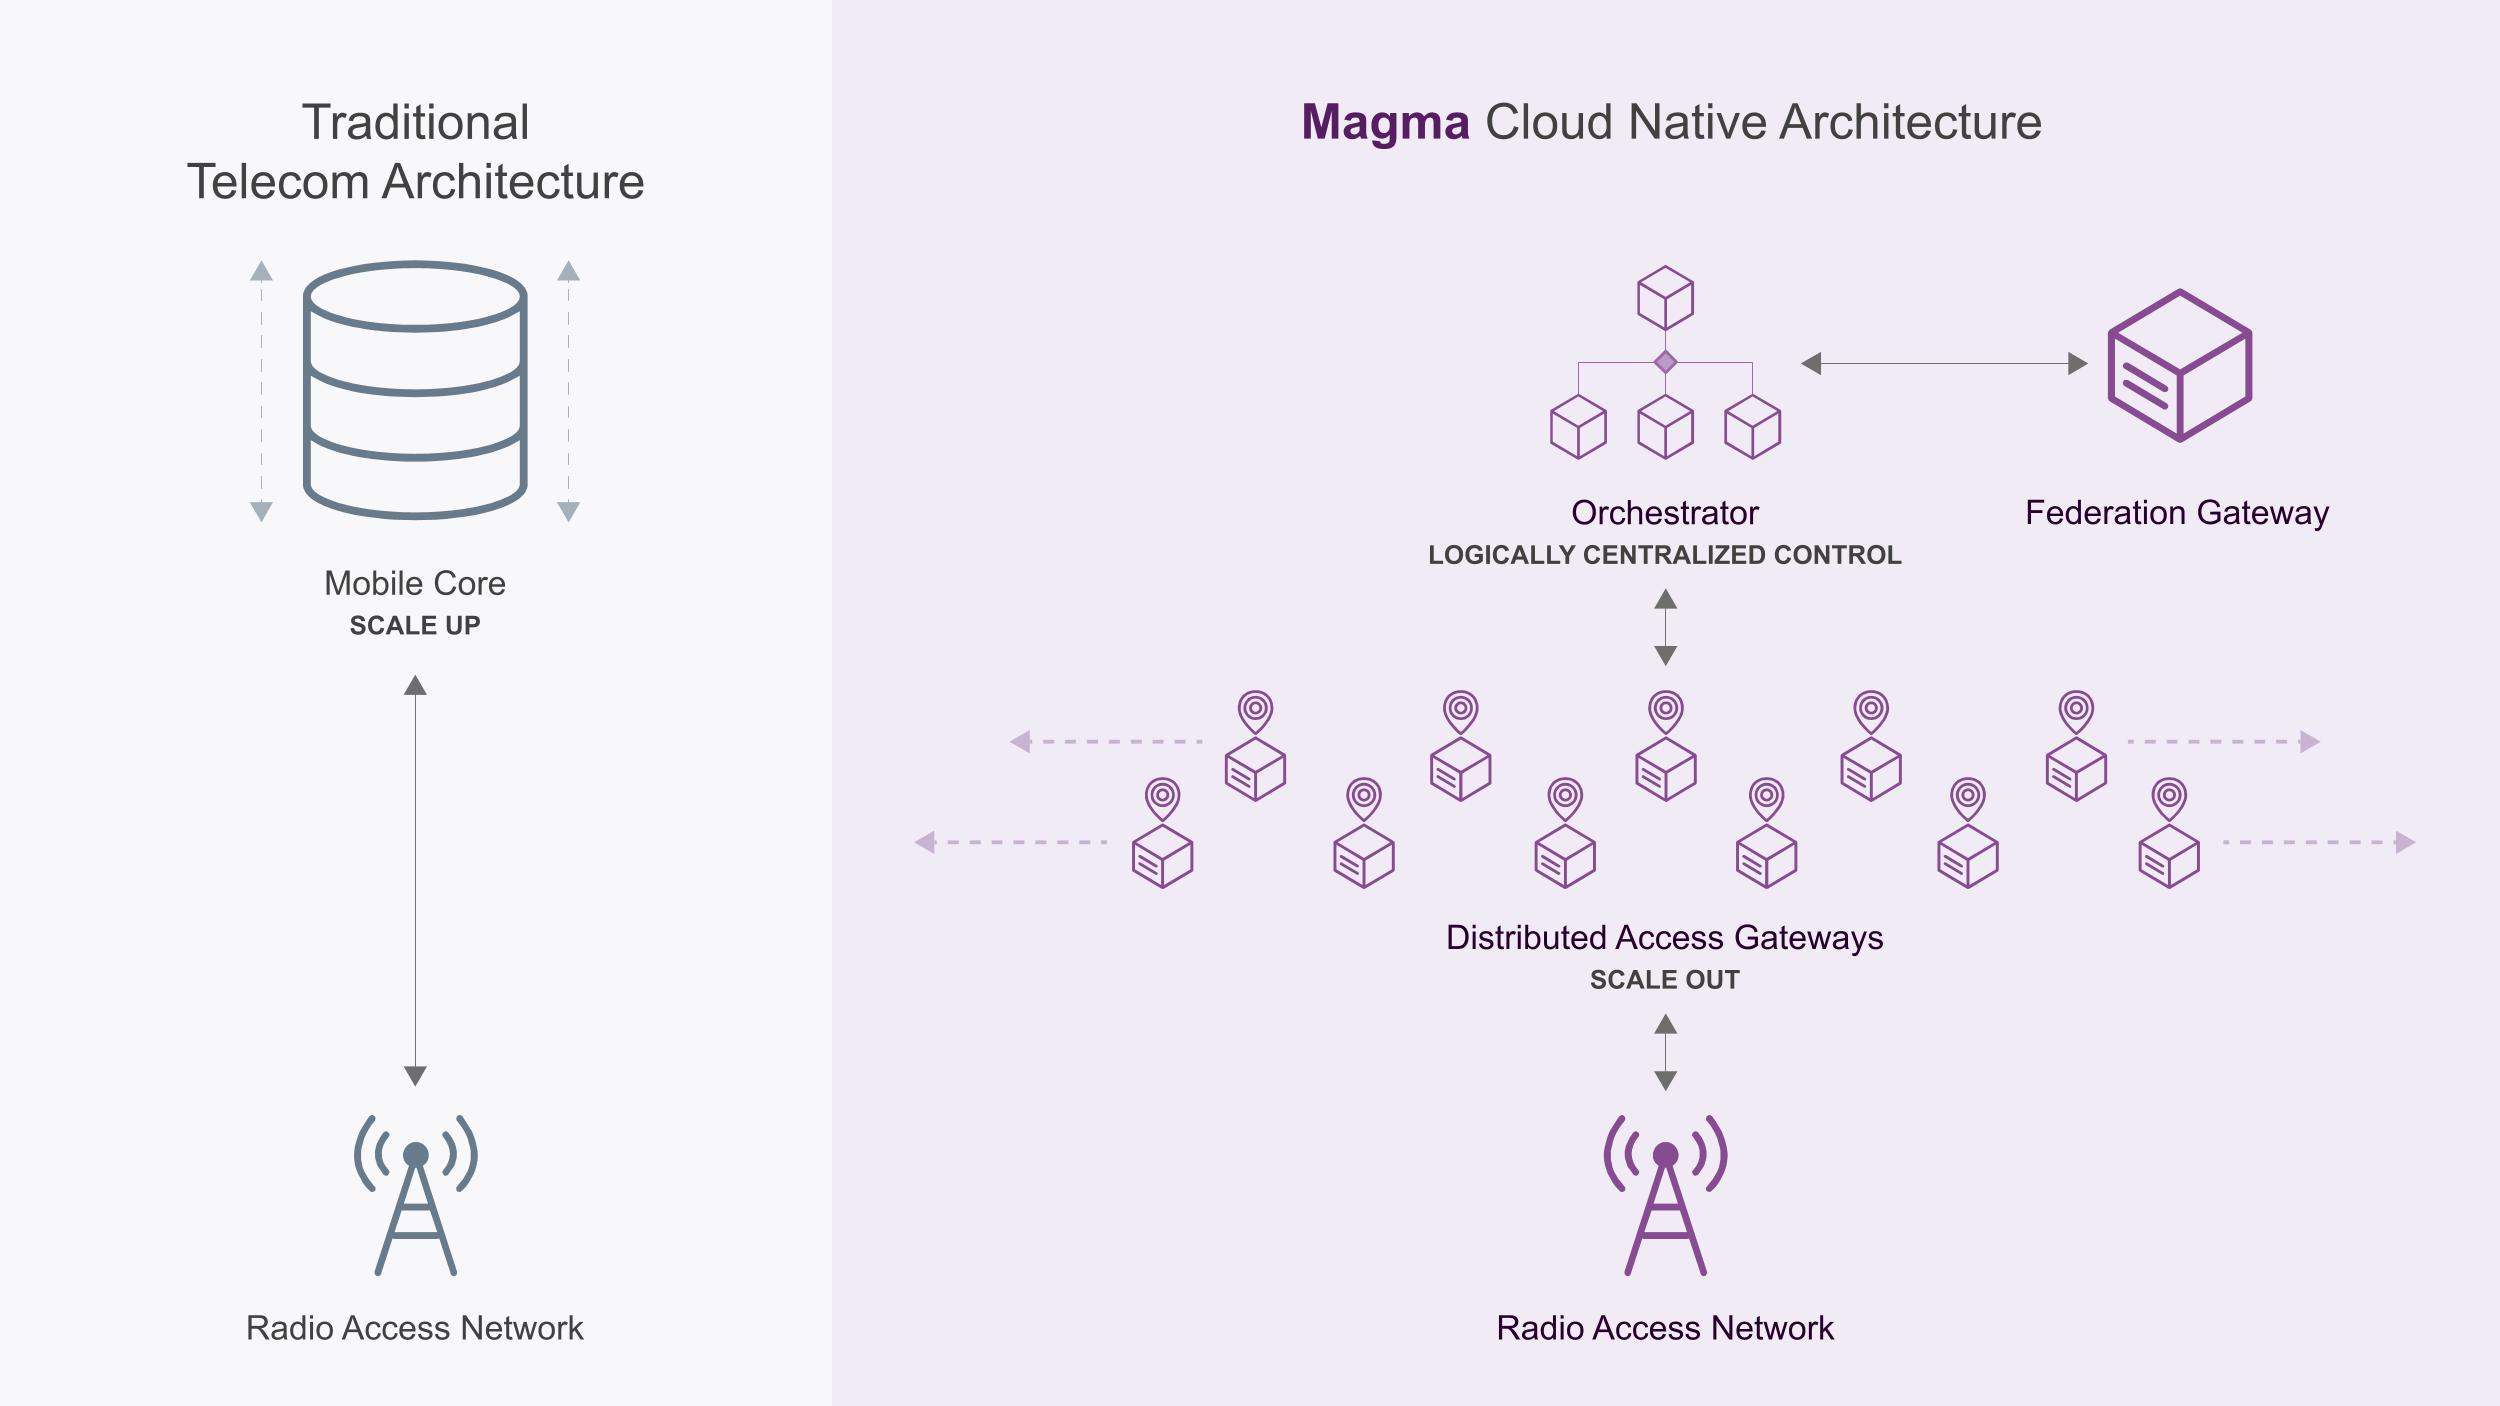 Traditional
Telecom Architecture
Mobile Core
SCALE UP
Radio Access Network
Magma Cloud Native Architecture
Orchestrator
LOGICALLY CENTRALIZED CONTROL
Federation Gateway
Distributed Access Gateways
SCALE OUT
Radio Access Network